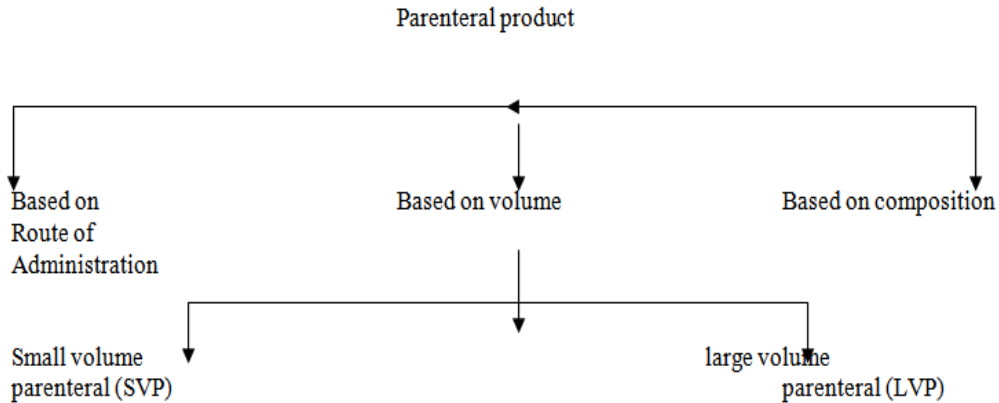 Parenteral product
Based on
Route of
Administration
Based on volume
Based on composition
Small volume
parenteral (SVP)
large volume
parenteral (LVP)